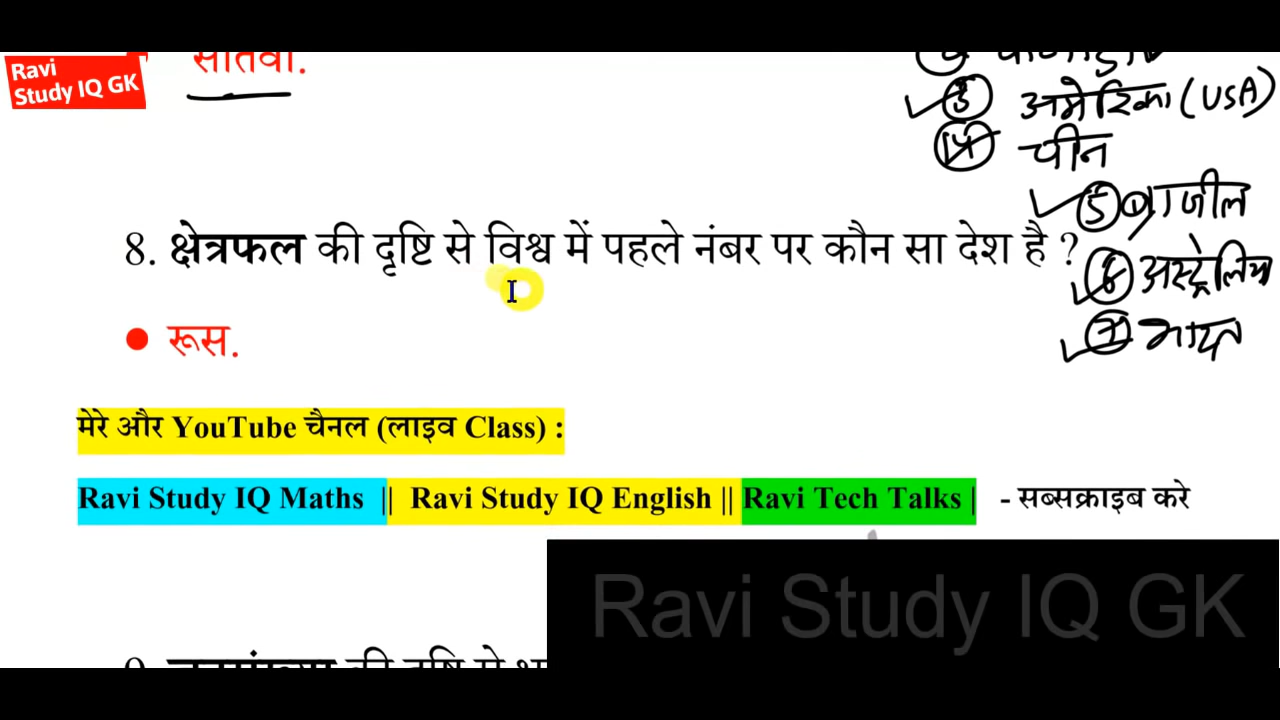 Ravi
Study IQ GK
सातवाँ.
अमेरिका (USA)
चीन
5 ब्राजील
6 अस्ट्रेलिया
7 भारत
8. क्षेत्रफल की दृष्टि से विश्व में पहले नंबर पर कौन सा देश है ?
रूस.
मेरे और YouTube चैनल (लाइव Class) :
Ravi Study IQ Maths || Ravi Study IQ English || Ravi Tech Talks | - सब्सक्राइब करे
Ravi Study IQ GK